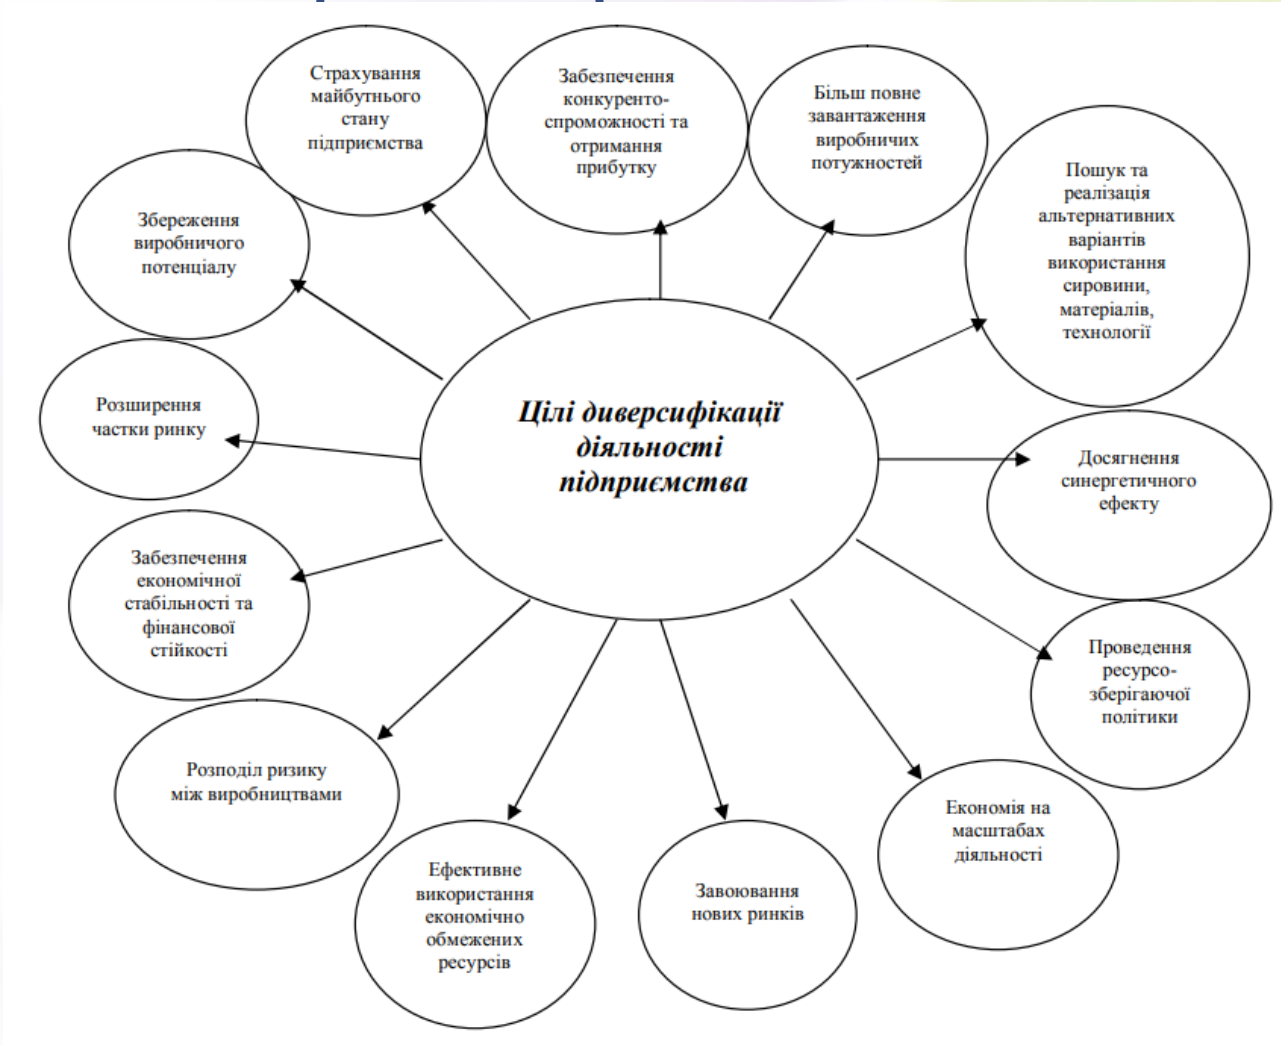 Страхування
майбутнього
стану
підприємства
Забезпечення
конкуренто-
спроможності та
отримання
прибутку
Більш повне
завантаження
виробничих
потужностей
Пошук та
реалізація
альтернативних
варіантів
використання
сировини,
матеріалів,
технології
Збереження
виробничого
потенціалу
Розширення
частки ринку
Цілі диверсифікації
діяльності
підприємства
Досягнення
синергетичного
ефекту
Забезпечення
економічної
стабільності та
фінансової
стійкості
Проведення
ресурсо-
зберігаючої
політики
Розподіл ризику
між виробництвами
Економія на
масштабах
діяльності
Ефективне
використання
економічно
обмежених
ресурсів
Завоювання
нових ринків